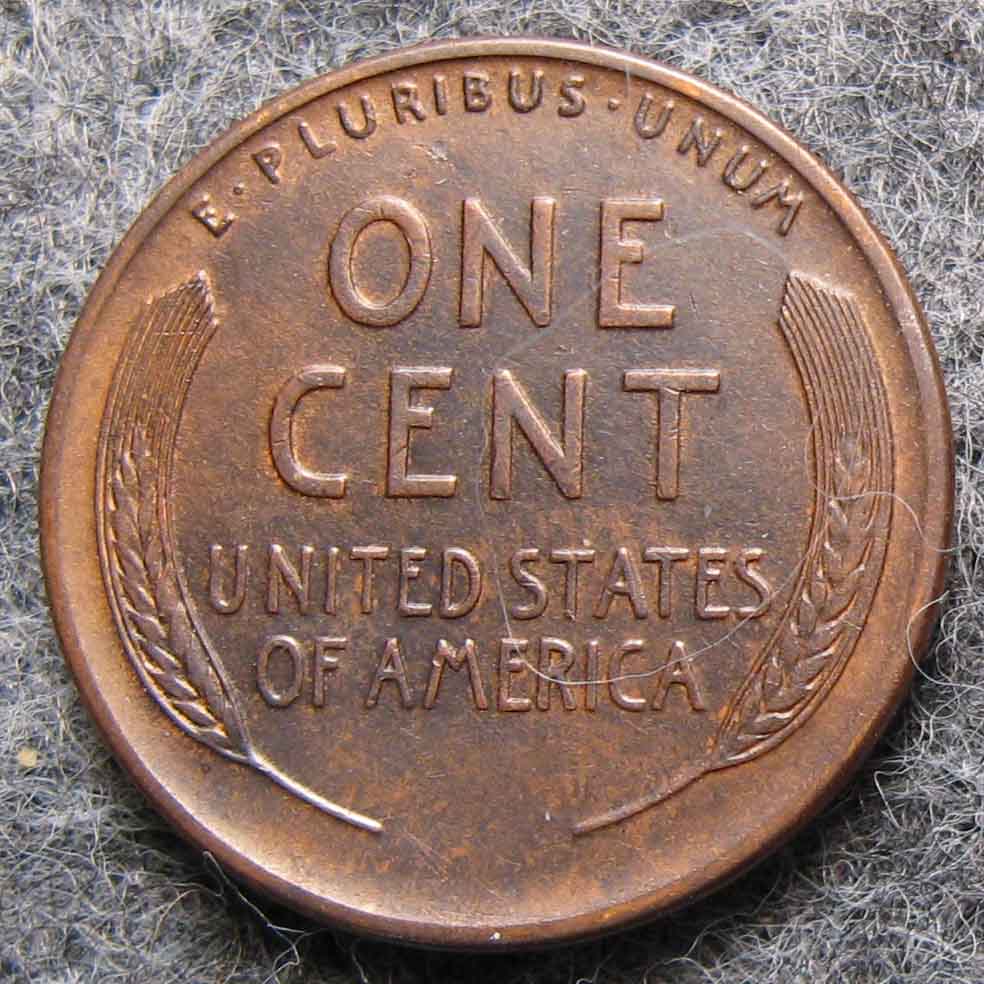 E·PLURIBUS·UNUM
ONE
CENT
UNITED STATES
OF AMERICA